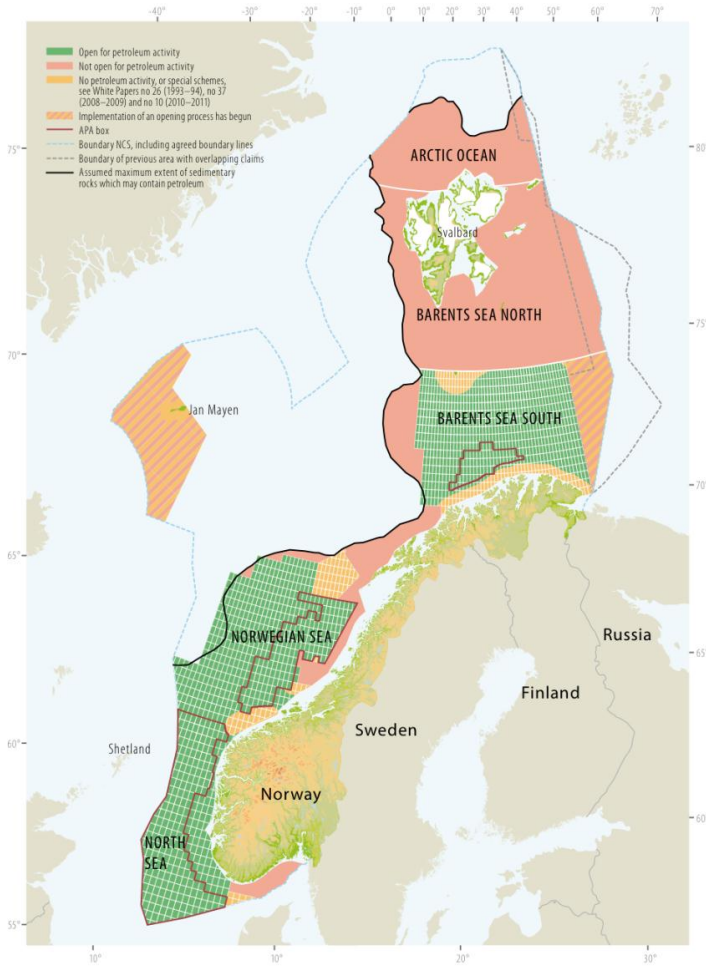 -40° -30° -20° -10° 0° 10° 20° 30° 40° 50° 60° 70°
Open for petroleum activity
Not open for petroleum activity
No petroleum activity, or special schemes,
see White Papers no 26 (1993–94), no 37
(2008–2009) and no 10 (2010–2011)
Implementation of an opening process has begun
APA box
Boundary NCS, including agreed boundary lines
Boundary of previous area with overlapping claims
Assumed maximum extent of sedimentary
rocks which may contain petroleum
75°
80
ARCTIC OCEAN
Svalbard
BARENTS SEA NORTH
75°
70°
Jan Mayen
BARENTS SEA SOUTH
70°
65°
NORWEGIAN SEA
Russia
65°
Finland
Sweden
60°
Shetland
Norway
60°
NORTH
SEA
55°
10° 10° 20° 30°